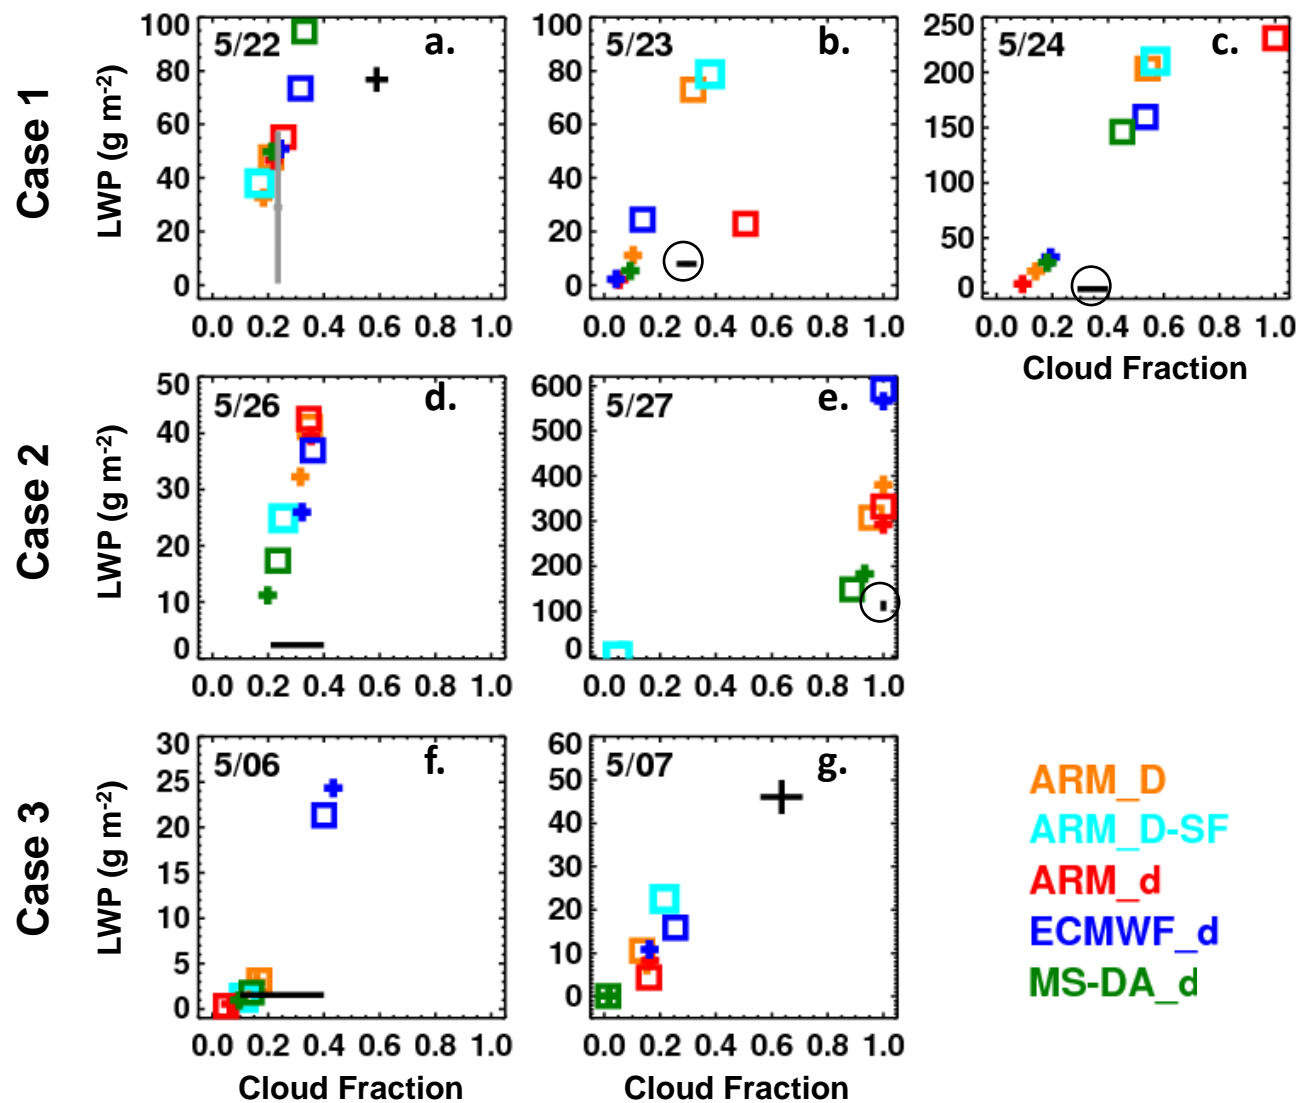 Case 1
LWP (g m-2)
100
80
60
40
20
0
5/22
a.
0.0 0.2 0.4 0.6 0.8 1.0
100
80
60
40
20
0
5/23
b.
0.0 0.2 0.4 0.6 0.8 1.0
250
200
150
100
50
0
5/24
c.
0.0 0.2 0.4 0.6 0.8 1.0
Cloud Fraction
Case 2
LWP (g m-2)
50
40
30
20
10
0
5/26
d.
0.0 0.2 0.4 0.6 0.8 1.0
600
500
400
300
200
100
0
5/27
e.
0.0 0.2 0.4 0.6 0.8 1.0
Case 3
LWP (g m-2)
30
25
20
15
10
5
0
5/06
f.
0.0 0.2 0.4 0.6 0.8 1.0
Cloud Fraction
60
50
40
30
20
10
0
5/07
g.
0.0 0.2 0.4 0.6 0.8 1.0
Cloud Fraction
ARM_D
ARM_D-SF
ARM_d
ECMWF_d
MS-DA_d